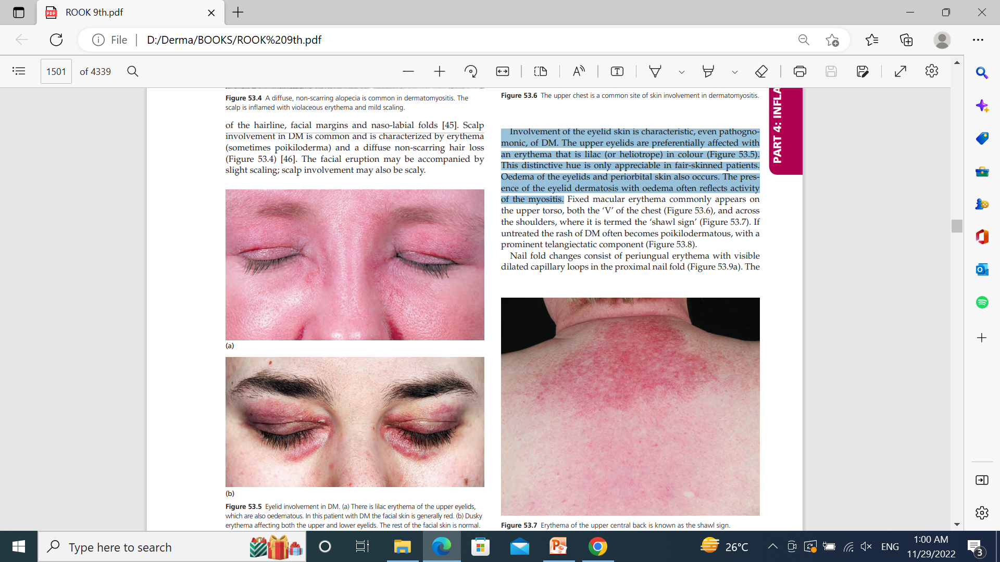 ROOK 9th.pdf
File
D:/Derma/BOOKS/ROOK%209th.pdf
1501 of 4339
Figure 53.4 A diffuse, non-scarring alopecia is common in dermatomyositis. The
scalp is inflamed with violaceous erythema and mild scaling.
of the hairline, facial margins and naso-labial folds [45]. Scalp
involvement in DM is common and is characterized by erythema
(sometimes poikiloderma) and a diffuse non-scarring hair loss
(Figure 53.4) [46]. The facial eruption may be accompanied by
slight scaling; scalp involvement may also be scaly.
(a)
(b)
Figure 53.5 Eyelid involvement in DM. (a) There is lilac erythema of the upper eyelids,
which are also oedematous. In this patient with DM the facial skin is generally red. (b) Dusky
erythema affecting both the upper and lower eyelids. The rest of the facial skin is normal.
Figure 53.6 The upper chest is a common site of skin involvement in dermatomyositis.
Involvement of the eyelid skin is characteristic, even pathogno-
monic, of DM. The upper eyelids are preferentially affected with
an erythema that is lilac (or heliotrope) in colour (Figure 53.5).
This distinctive hue is only appreciable in fair-skinned patients.
Oedema of the eyelids and periorbital skin also occurs. The pres-
ence of the eyelid dermatosis with oedema often reflects activity
of the myositis. Fixed macular erythema commonly appears on
the upper torso, both the ‘V’ of the chest (Figure 53.6), and across
the shoulders, where it is termed the ‘shawl sign’ (Figure 53.7). If
untreated the rash of DM often becomes poikilodermatous, with a
prominent telangiectatic component (Figure 53.8).
Nail fold changes consist of periungual erythema with visible
dilated capillary loops in the proximal nail fold (Figure 53.9a). The
Figure 53.7 Erythema of the upper central back is known as the shawl sign.
PART 4: INFLA
Type here to search
26°C
ENG
1:00 AM
11/29/2022
3